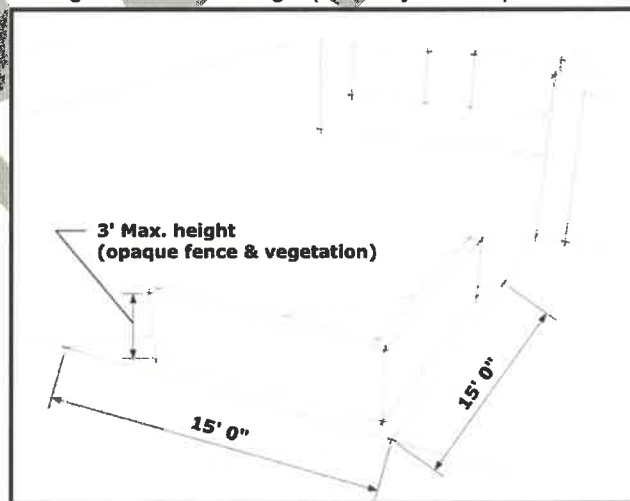 3' Max. height
(opaque fence & vegetation)
15' 0"
15' 0"